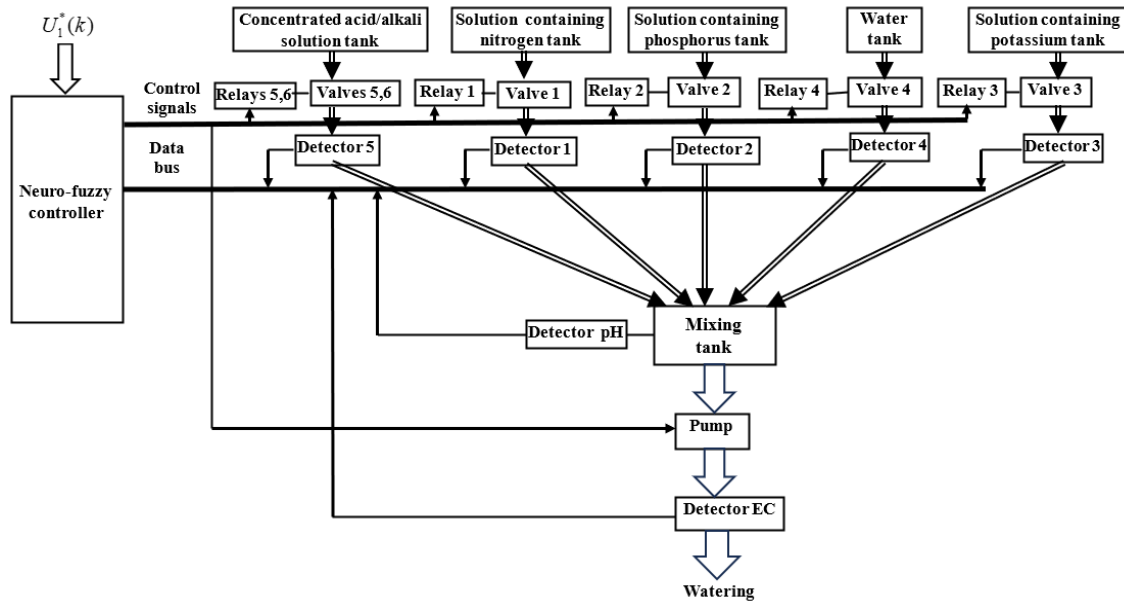 U₁*(k)
Concentrated acid/alkali
solution tank
Solution containing
nitrogen tank
Solution containing
phosphorus tank
Water
tank
Solution containing
potassium tank
Control
signals
Relays 5,6
Valves 5,6
Relay 1
Valve 1
Relay 2
Valve 2
Relay 4
Valve 4
Relay 3
Valve 3
Data
bus
Detector 5
Detector 1
Detector 2
Detector 4
Detector 3
Neuro-fuzzy
controller
Detector pH
Mixing
tank
Pump
Detector EC
Watering